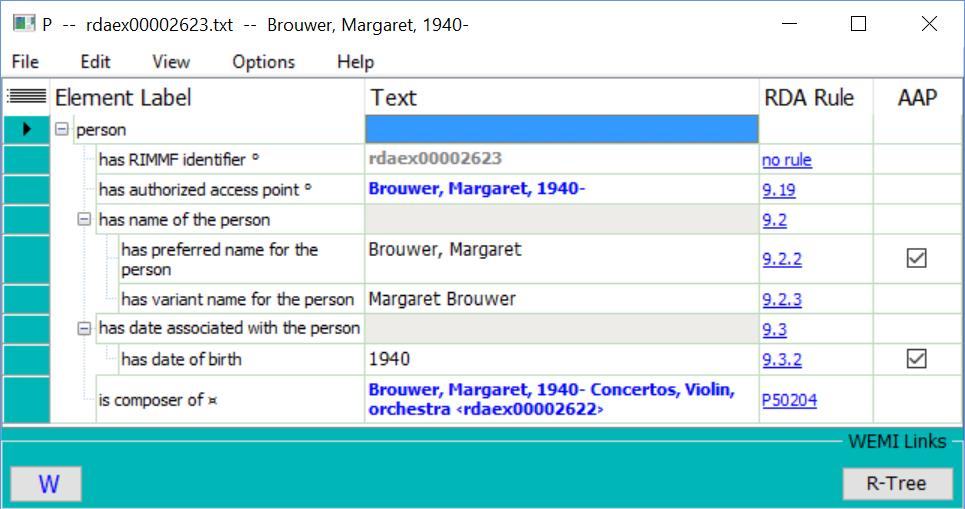 P -- rdaex00002623.txt -- Brouwer, Margaret, 1940-
File Edit View Options Help
Element Label Text RDA Rule AAP
person
has RIMMF identifier º rdaex00002623 no rule
has authorized access point º Brouwer, Margaret, 1940- 9.19
has name of the person 9.2
has preferred name for the
person Brouwer, Margaret 9.2.2
has variant name for the person Margaret Brouwer 9.2.3
has date associated with the person 9.3
has date of birth 1940 9.3.2
is composer of ¤ Brouwer, Margaret, 1940- Concertos, Violin,
orchestra <rdaex00002622> P50204
WEMI Links
W R-Tree